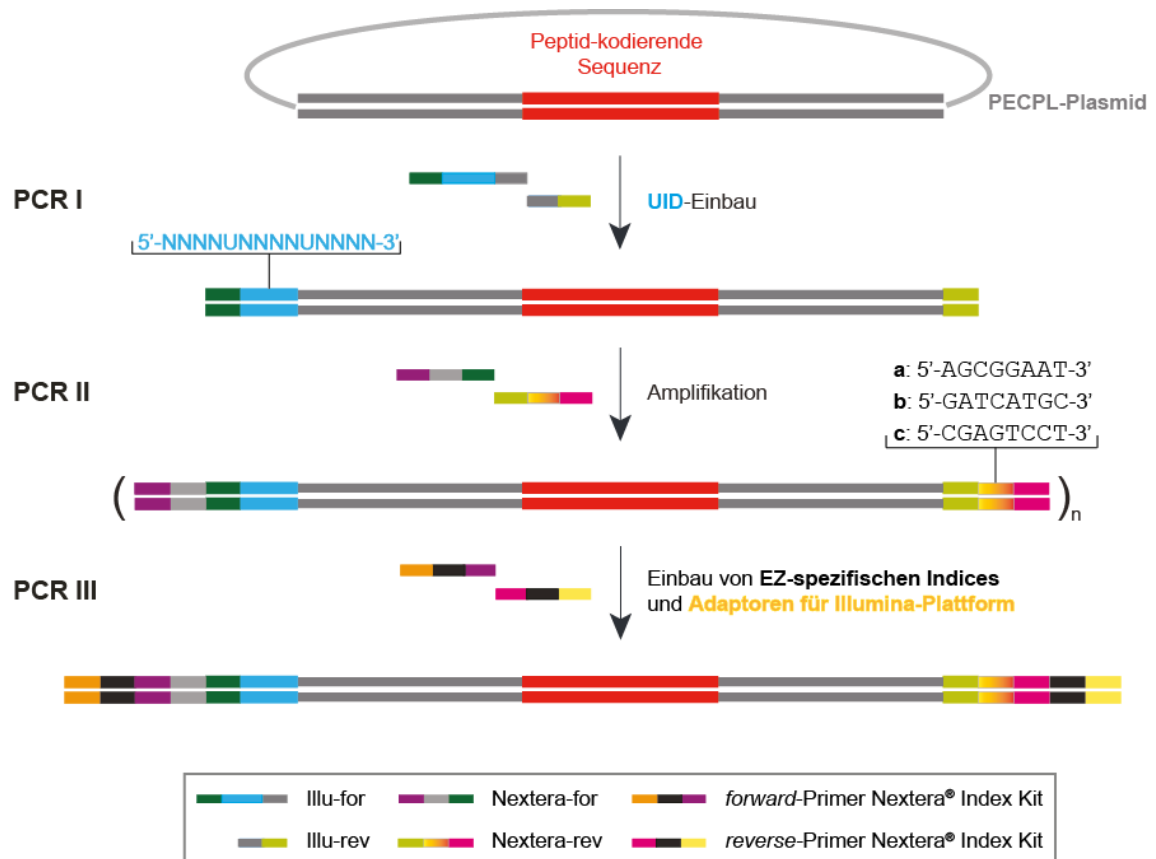 Peptid-kodierende
Sequenz
PECPL-Plasmid
PCR I
UID-Einbau
5'-NNNNUNNNNUNNNN-3'
PCR II
Amplifikation
a: 5'-AGCGGAAT-3'
b: 5'-GATCATGC-3'
c: 5'-CGAGTCCT-3'
( )n
PCR III
Einbau von EZ-spezifischen Indices
und Adaptoren für Illumina-Plattform
Illu-for Nextera-for forward-Primer Nextera® Index Kit
Illu-rev Nextera-rev reverse-Primer Nextera® Index Kit